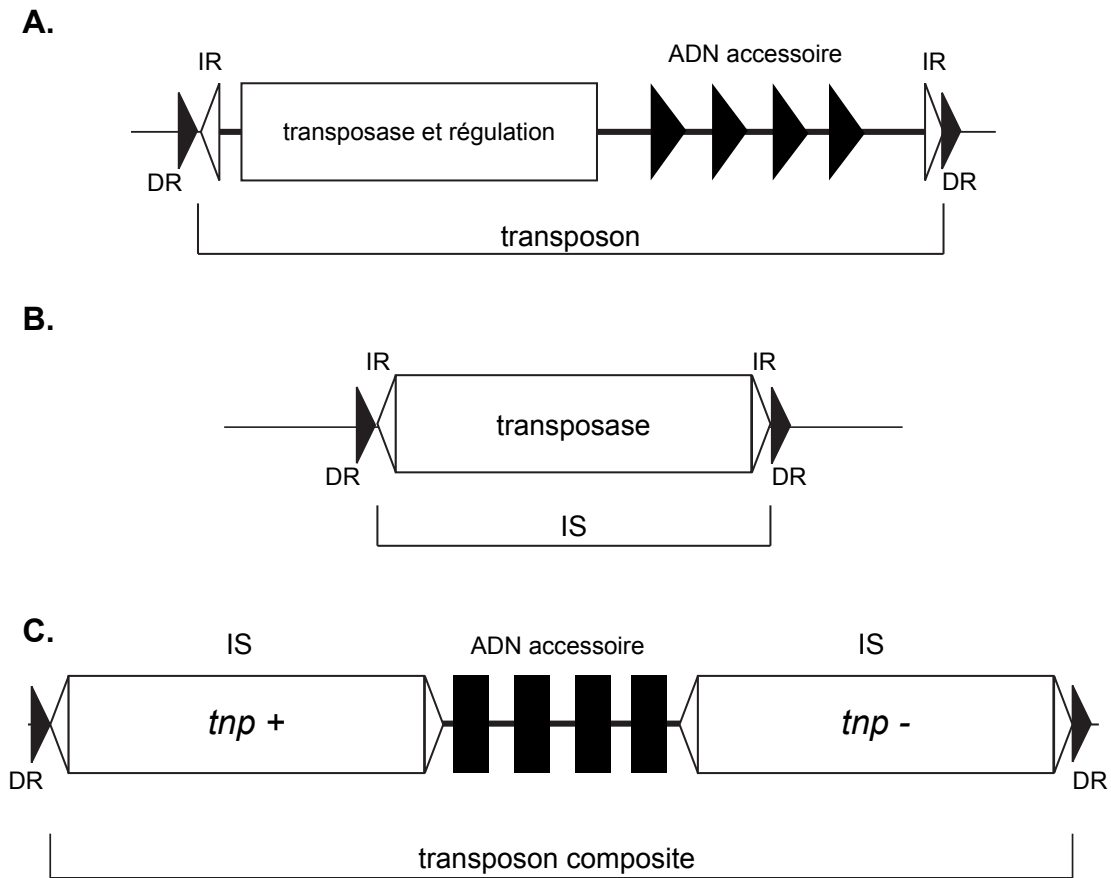 A.
IR
ADN accessoire
IR
transposase et régulation
DR
DR
transposon
B.
IR
IR
transposase
DR
DR
IS
C.
IS
ADN accessoire
IS
tnp +
tnp -
DR
DR
transposon composite